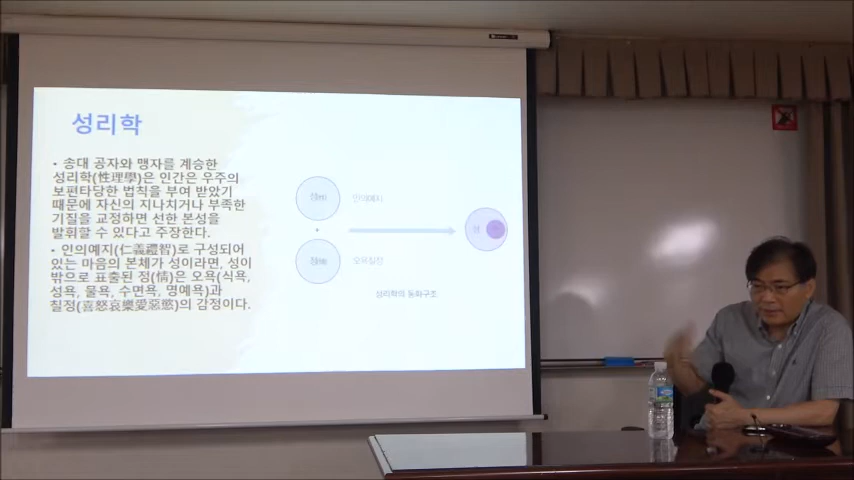 성리학
• 송대 공자와 맹자를 계승한
성리학(性理學)은 인간은 우주의
보편타당한 법칙을 부여 받았기
때문에 자신의 지나치거나 부족한
기질을 교정하면 선한 본성을
발휘할 수 있다고 주장한다.
• 인의예지(仁義禮智)로 구성되어
있는 마음의 본체가 성이라면, 성이
밖으로 표출된 정(情)은 오욕(식욕,
성욕, 물욕, 수면욕, 명예욕)과
칠정(喜怒哀樂愛惡慾)의 감정이다.
인의예지
오욕칠정
성리학의 동화구조